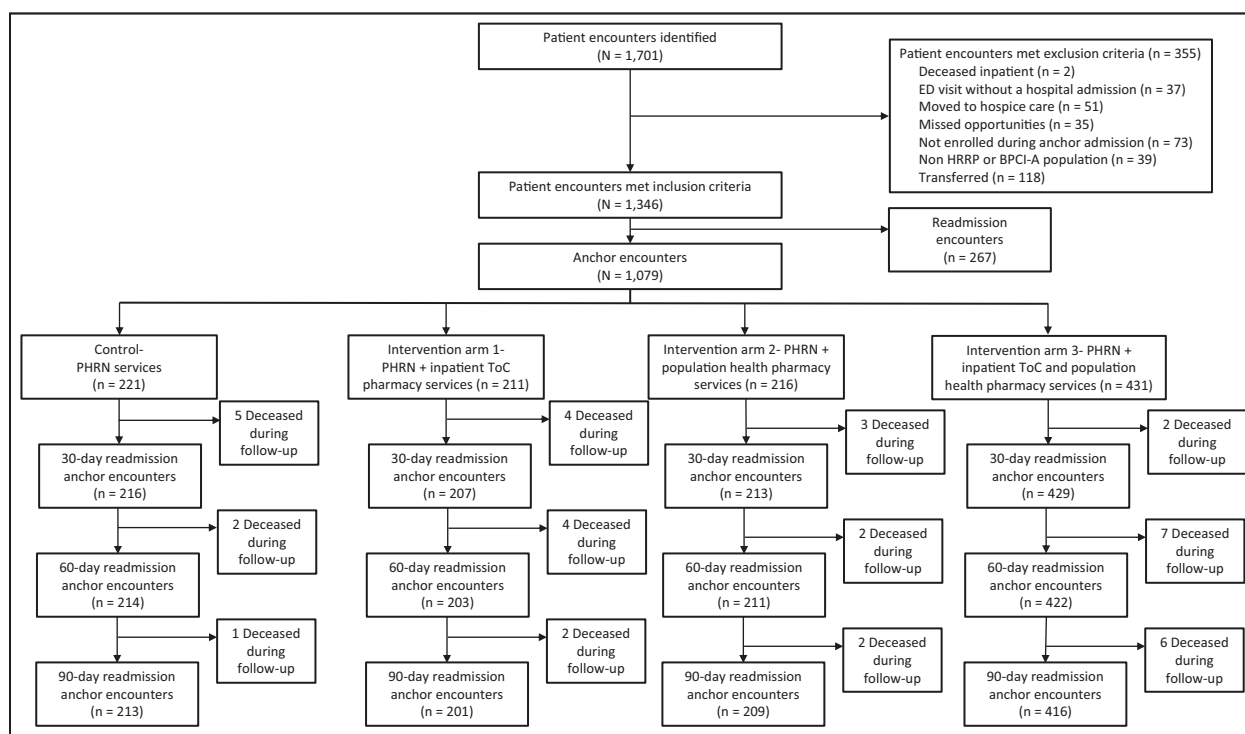 Patient encounters identified
(N = 1,701)
Patient encounters met exclusion criteria (n = 355)
Deceased inpatient (n = 2)
ED visit without a hospital admission (n = 37)
Moved to hospice care (n = 51)
Missed opportunities (n = 35)
Not enrolled during anchor admission (n = 73)
Non HRRP or BPCI-A population (n = 39)
Transferred (n = 118)
Patient encounters met inclusion criteria
(N = 1,346)
Readmission
encounters
(n = 267)
Anchor encounters
(N = 1,079)
Control-
PHRN services
(n = 221)
Intervention arm 1-
PHRN + inpatient ToC
pharmacy services (n = 211)
Intervention arm 2- PHRN +
population health pharmacy
services (n = 216)
Intervention arm 3- PHRN +
inpatient ToC and population
health pharmacy services (n = 431)
5 Deceased
during
follow-up
4 Deceased
during
follow-up
3 Deceased
during
follow-up
2 Deceased
during
follow-up
30-day readmission
anchor encounters
(n = 216)
30-day readmission
anchor encounters
(n = 207)
30-day readmission
anchor encounters
(n = 213)
30-day readmission
anchor encounters
(n = 429)
2 Deceased
during
follow-up
4 Deceased
during
follow-up
2 Deceased
during
follow-up
7 Deceased
during
follow-up
60-day readmission
anchor encounters
(n = 214)
60-day readmission
anchor encounters
(n = 203)
60-day readmission
anchor encounters
(n = 211)
60-day readmission
anchor encounters
(n = 422)
1 Deceased
during
follow-up
2 Deceased
during
follow-up
2 Deceased
during
follow-up
6 Deceased
during
follow-up
90-day readmission
anchor encounters
(n = 213)
90-day readmission
anchor encounters
(n = 201)
90-day readmission
anchor encounters
(n = 209)
90-day readmission
anchor encounters
(n = 416)